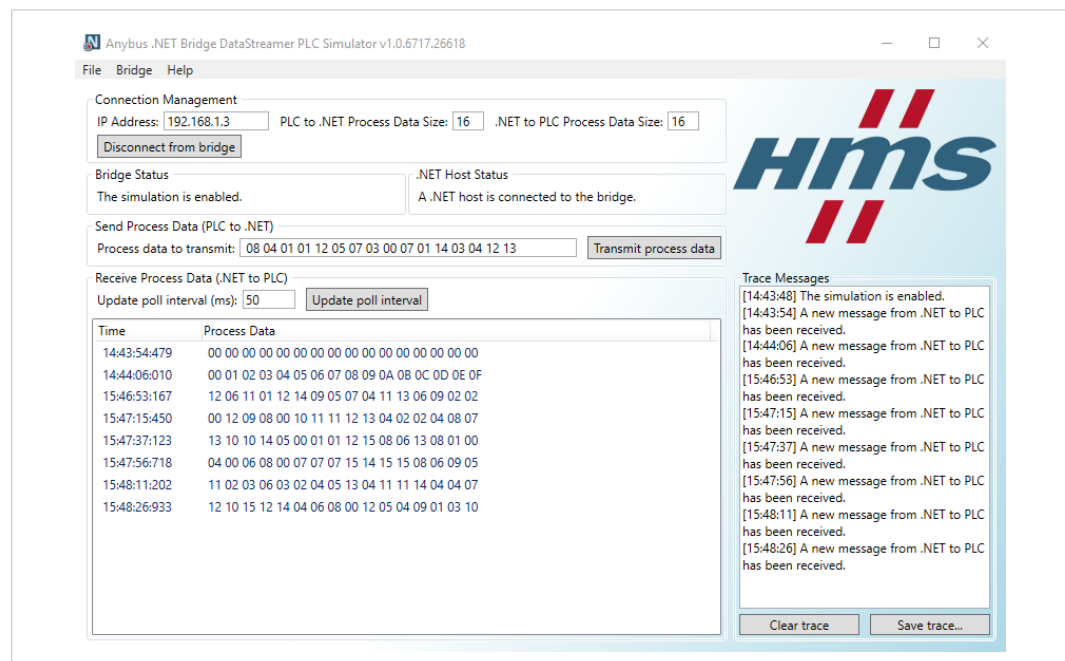 Anybus .NET Bridge DataStreamer PLC Simulator v1.0.6717.26618
File Bridge Help
Connection Management
IP Address: 192.168.1.3 PLC to .NET Process Data Size: 16 .NET to PLC Process Data Size: 16
Disconnect from bridge
HMS
Bridge Status
The simulation is enabled.
.NET Host Status
A .NET host is connected to the bridge.
Send Process Data (PLC to .NET)
Process data to transmit: 08 04 01 01 12 05 07 03 00 07 01 14 03 04 12 13 Transmit process data
Receive Process Data (.NET to PLC)
Update poll interval (ms): 50 Update poll interval
Time Process Data
14:43:54:479 00 00 00 00 00 00 00 00 00 00 00 00 00 00 00 00
14:44:06:010 00 01 02 03 04 05 06 07 08 09 0A 0B 0C 0D 0E 0F
15:46:53:167 12 06 11 01 12 14 09 05 07 04 11 13 06 09 02 02
15:47:15:450 00 12 09 08 00 10 11 11 12 13 04 02 02 04 08 07
15:47:37:123 13 10 10 14 05 00 01 01 12 15 08 06 13 08 01 00
15:47:56:718 04 00 06 08 00 07 07 07 15 14 15 15 08 06 09 05
15:48:11:202 11 02 03 06 03 02 04 05 13 04 11 11 14 04 04 07
15:48:26:933 12 10 15 12 14 04 06 08 00 12 05 04 09 01 03 10
Trace Messages
[14:43:48] The simulation is enabled.
[14:43:54] A new message from .NET to PLC
has been received.
[14:44:06] A new message from .NET to PLC
has been received.
[15:46:53] A new message from .NET to PLC
has been received.
[15:47:15] A new message from .NET to PLC
has been received.
[15:47:37] A new message from .NET to PLC
has been received.
[15:47:56] A new message from .NET to PLC
has been received.
[15:48:11] A new message from .NET to PLC
has been received.
[15:48:26] A new message from .NET to PLC
has been received.
Clear trace Save trace...